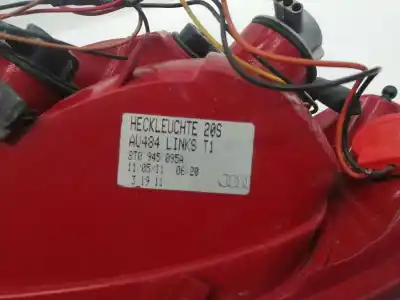 HECKLEUCHTE 20S
AU484 LINKS T1
8T0 945 095A
11/05/11 06:20
3 19 11